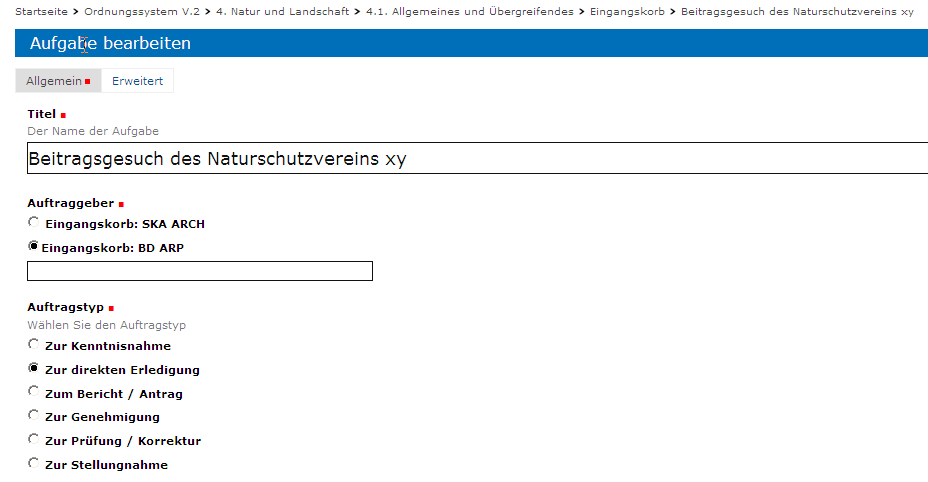 Startseite > Ordnungssystem V.2 > 4. Natur und Landschaft > 4.1. Allgemeines und Übergreifendes > Eingangskorb > Beitragsgesuch des Naturschutzvereins xy
Aufgabe bearbeiten
Allgemein Erweitert
Titel
Der Name der Aufgabe
Beitragsgesuch des Naturschutzvereins xy
Auftraggeber
Eingangskorb: SKA ARCH
Eingangskorb: BD ARP
Auftragstyp
Wählen Sie den Auftragstyp
Zur Kenntnisnahme
Zur direkten Erledigung
Zum Bericht / Antrag
Zur Genehmigung
Zur Prüfung / Korrektur
Zur Stellungnahme